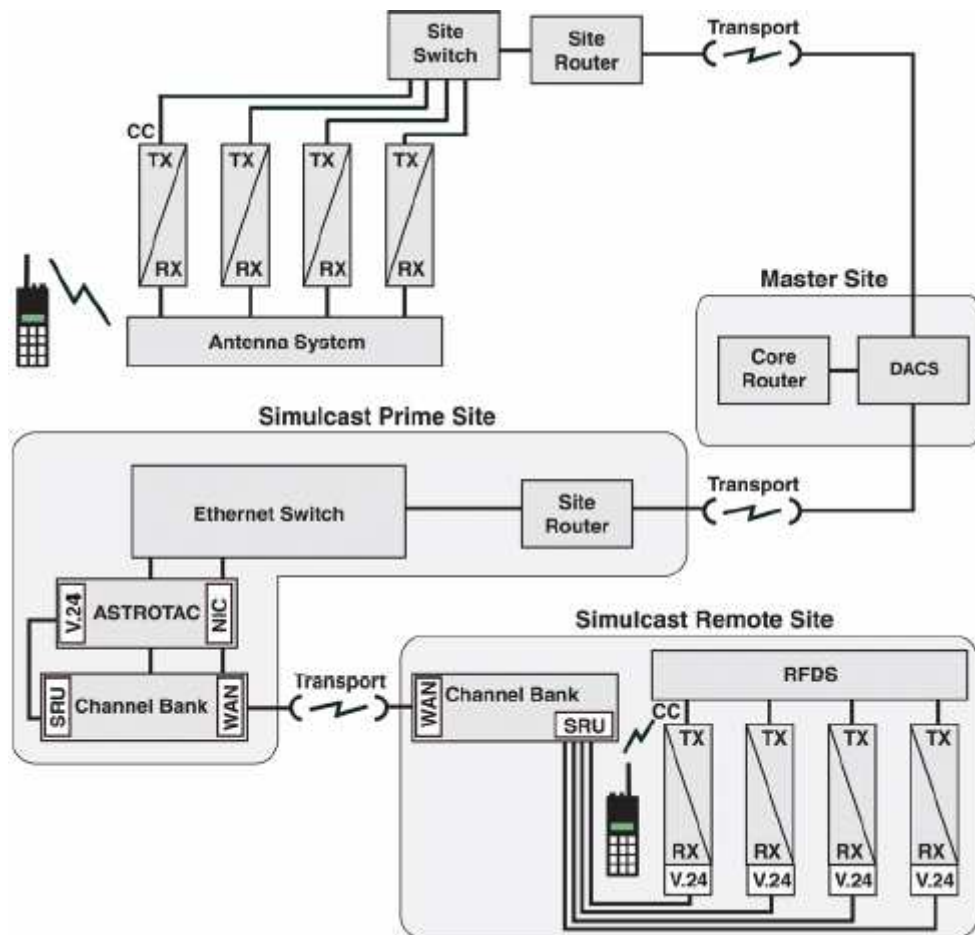 Site
Switch
Site
Router
Transport
CC
TX
TX
TX
TX
RX
RX
RX
RX
Antenna System
Master Site
Core
Router
DACS
Simulcast Prime Site
Ethernet Switch
Site
Router
Transport
V.24
ASTROTAC
NIC
SRU
Channel Bank
WAN
Transport
Simulcast Remote Site
RFDS
WAN
Channel Bank
SRU
CC
TX
TX
TX
TX
RX
RX
RX
RX
V.24
V.24
V.24
V.24